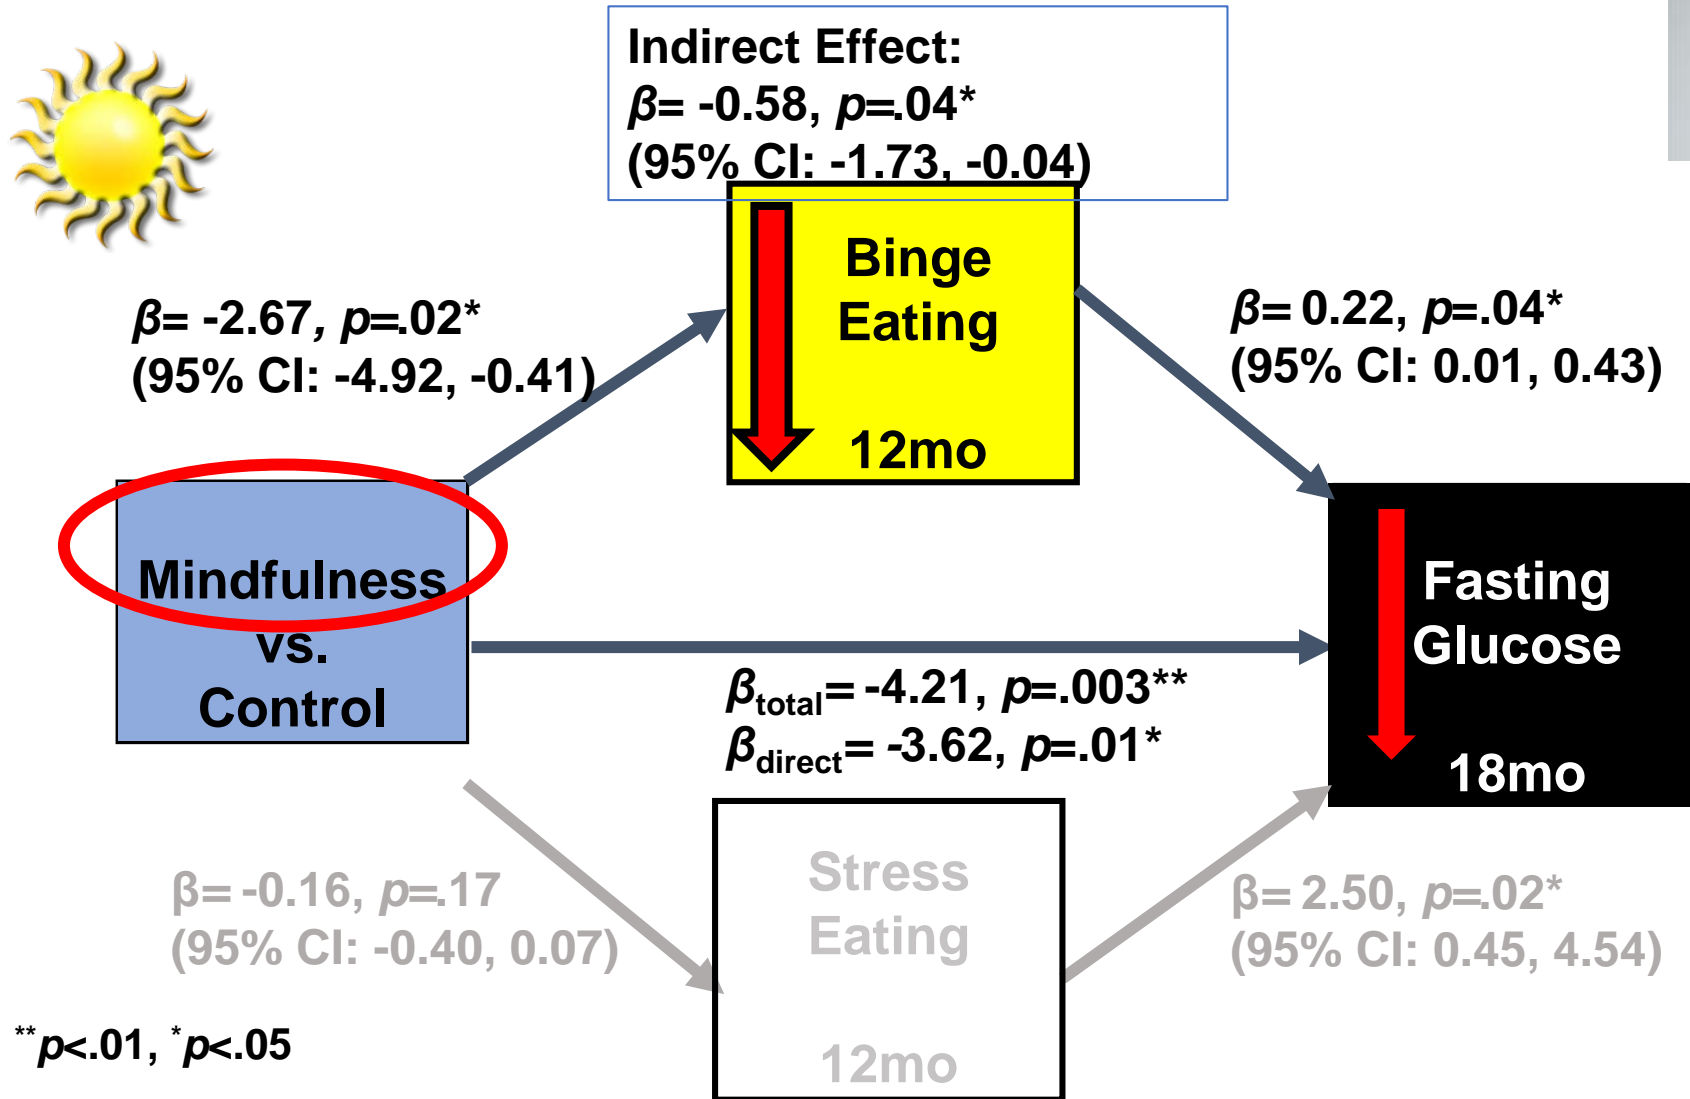 Indirect Effect:
β= -0.58, p=.04*
(95% CI: -1.73, -0.04)
Binge
Eating
12mo
β= -2.67, p=.02*
(95% CI: -4.92, -0.41)
β= 0.22, p=.04*
(95% CI: 0.01, 0.43)
Mindfulness
vs.
Control
Fasting
Glucose
18mo
βtotal= -4.21, p=.003**
βdirect= -3.62, p=.01*
β= -0.16, p=.17
(95% CI: -0.40, 0.07)
Stress
Eating
12mo
β= 2.50, p=.02*
(95% CI: 0.45, 4.54)
**p<.01, *p<.05